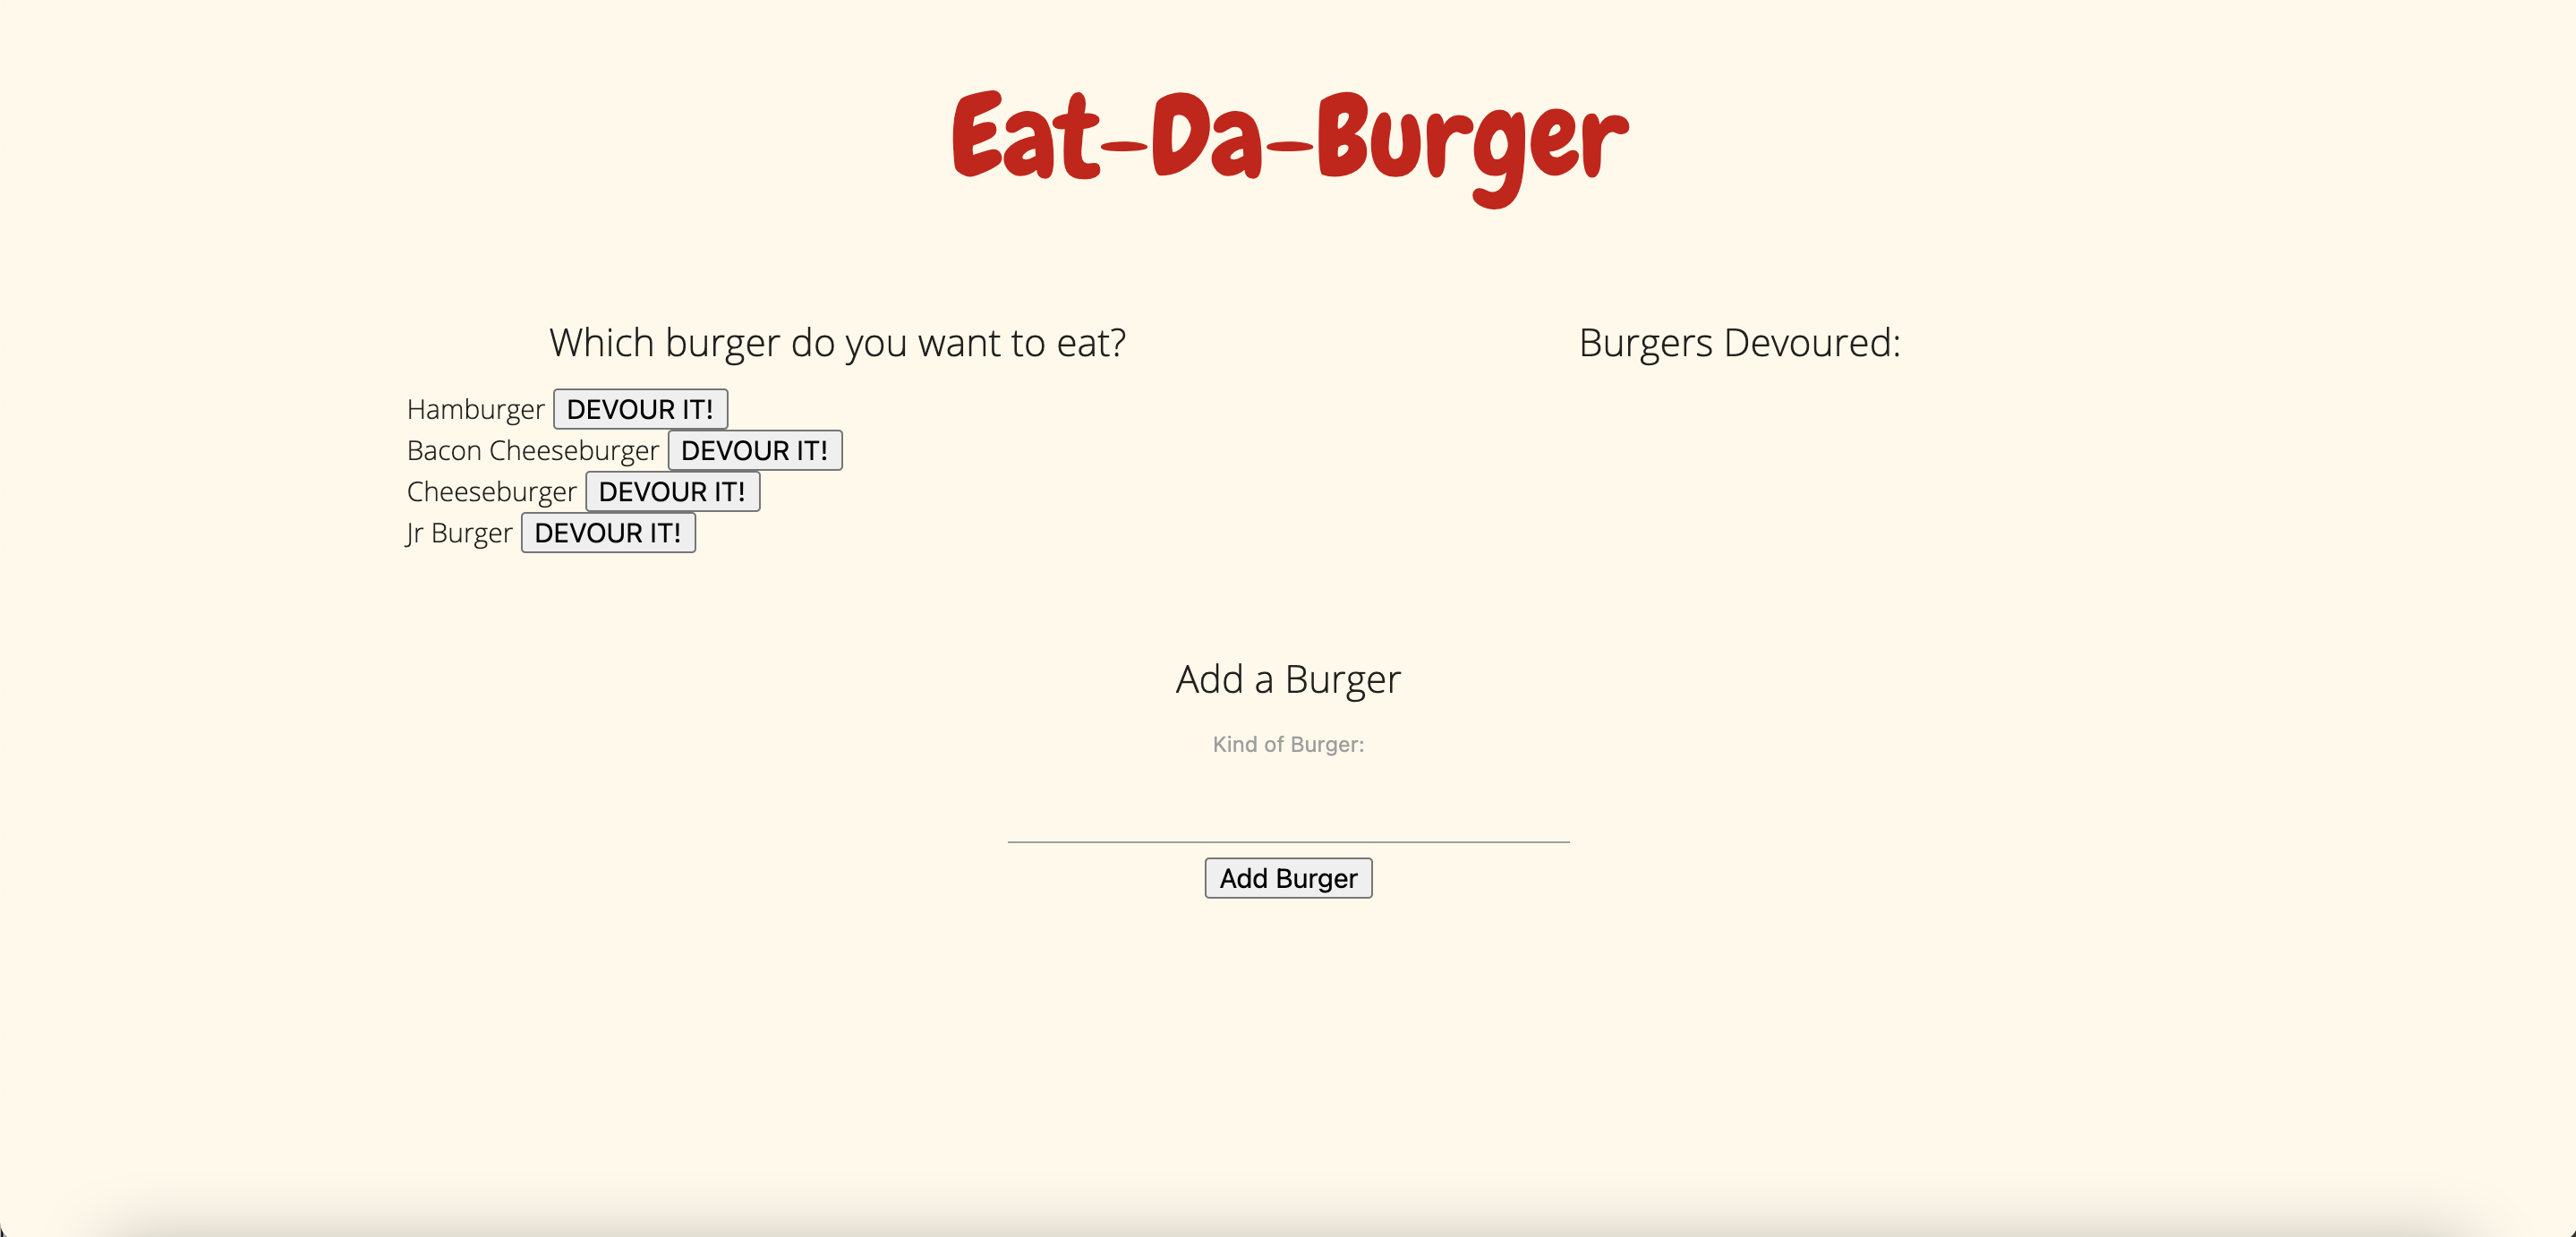 Eat-Da-Burger
Which burger do you want to eat?
Hamburger DEVOUR IT!
Bacon Cheeseburger DEVOUR IT!
Cheeseburger DEVOUR IT!
Jr Burger DEVOUR IT!
Burgers Devoured:
Add a Burger
Kind of Burger:
Add Burger